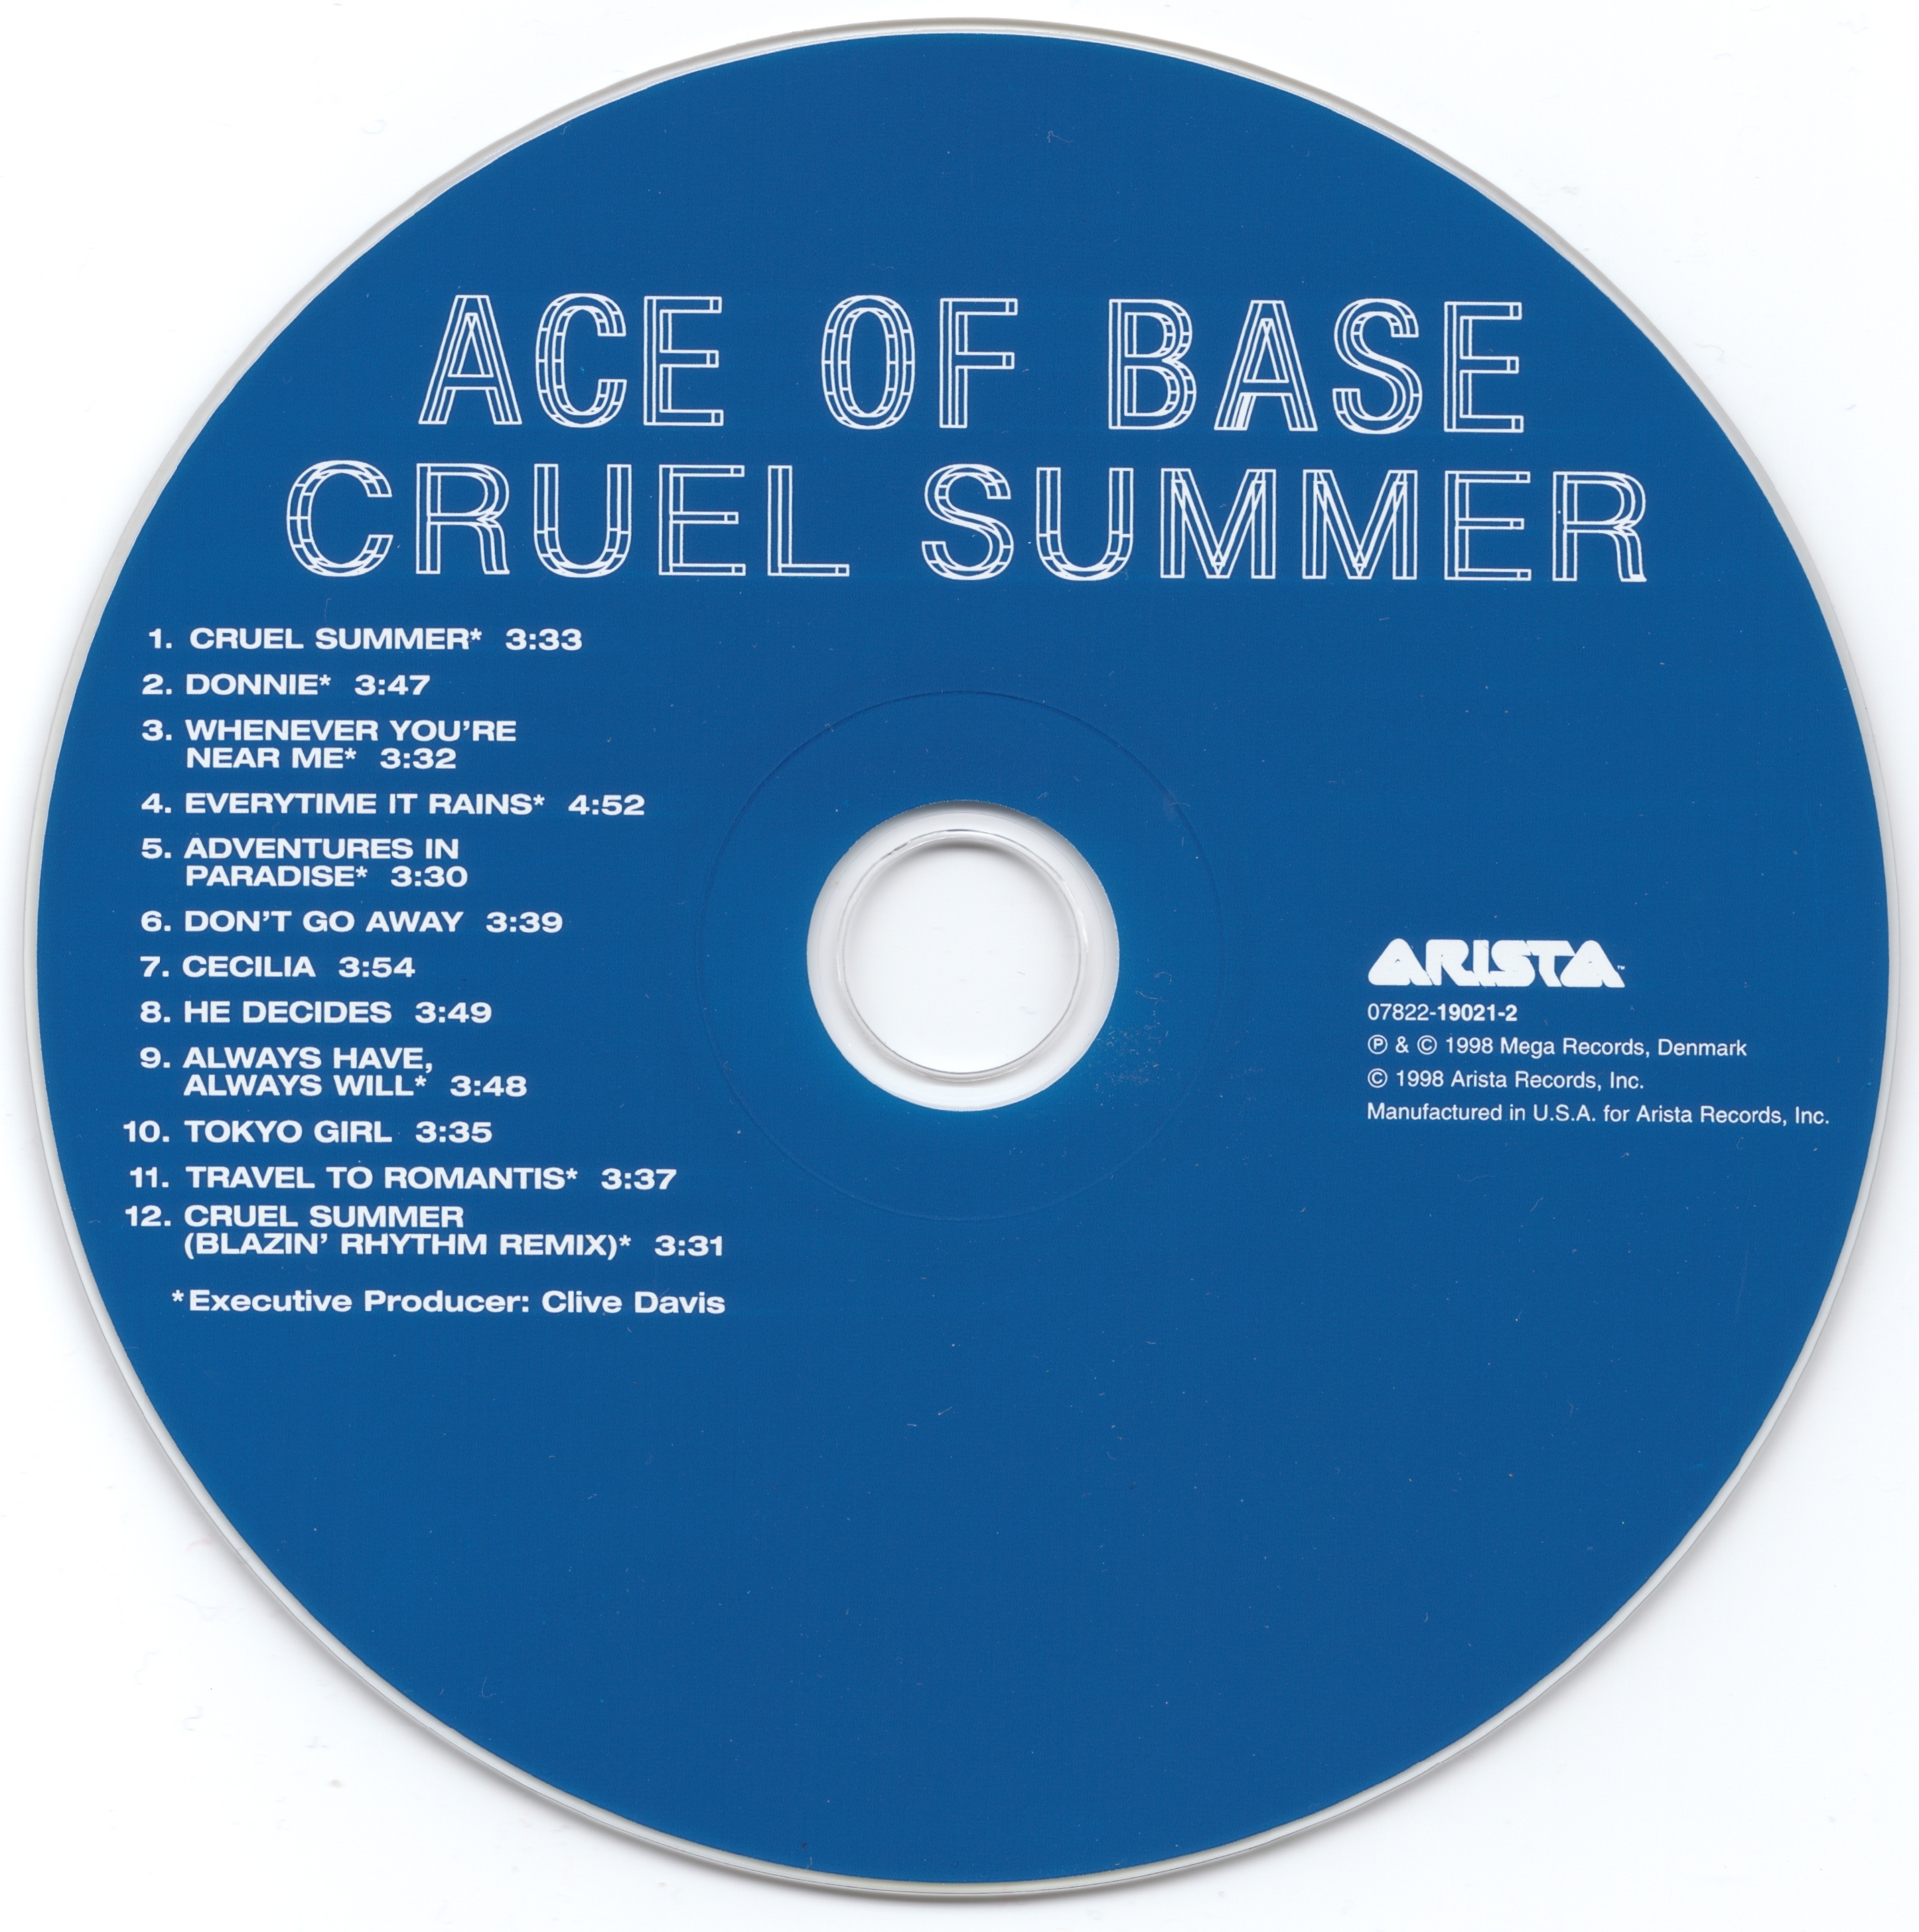 ACE OF BASE
CRUEL SUMMER
1. CRUEL SUMMER* 3:33
2. DONNIE* 3:47
3. WHENEVER YOU'RE
NEAR ME* 3:32
4. EVERYTIME IT RAINS* 4:52
5. ADVENTURES IN
PARADISE* 3:30
6. DON'T GO AWAY 3:39
7. CECILIA 3:54
8. HE DECIDES 3:49
9. ALWAYS HAVE,
ALWAYS WILL* 3:48
10. TOKYO GIRL 3:35
11. TRAVEL TO ROMANTIS* 3:37
12. CRUEL SUMMER
(BLAZIN' RHYTHM REMIX)* 3:31
*Executive Producer: Clive Davis
ARISTA™
07822-19021-2
℗ & © 1998 Mega Records, Denmark
© 1998 Arista Records, Inc.
Manufactured in U.S.A. for Arista Records, Inc.